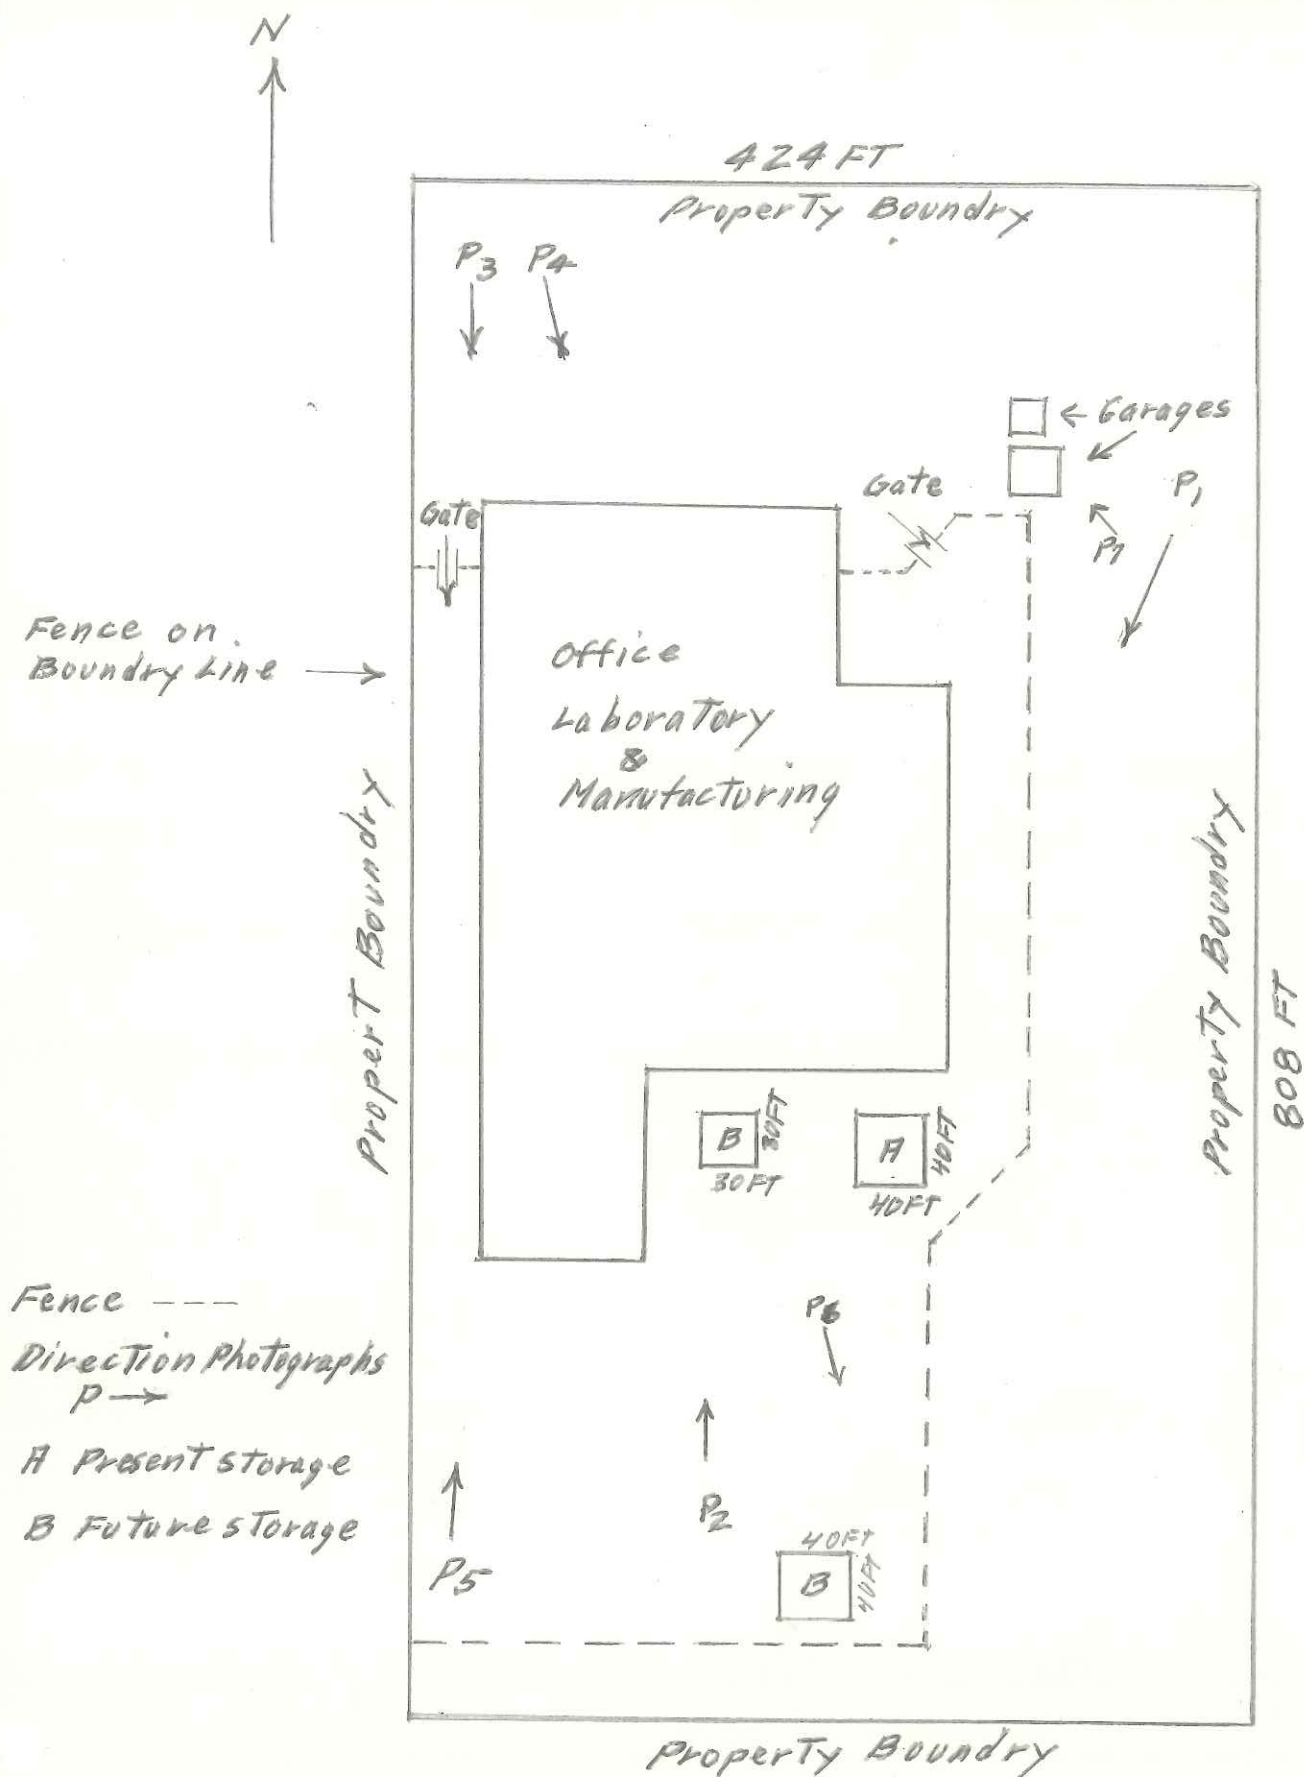 N
424 FT
Property Boundry
P3 P4
← Garages
Gate
P1
Gate
P7
Fence on
Boundry Line →
Office
Laboratory
&
Manufacturing
Propert Boundry
Property Boundry
808 FT
B
30FT
30FT
A
40FT
40FT
Fence ----
Direction Photographs
P →
A Present storage
B Future storage
P6
P2
P5
40FT
B
40FT
Property Boundry